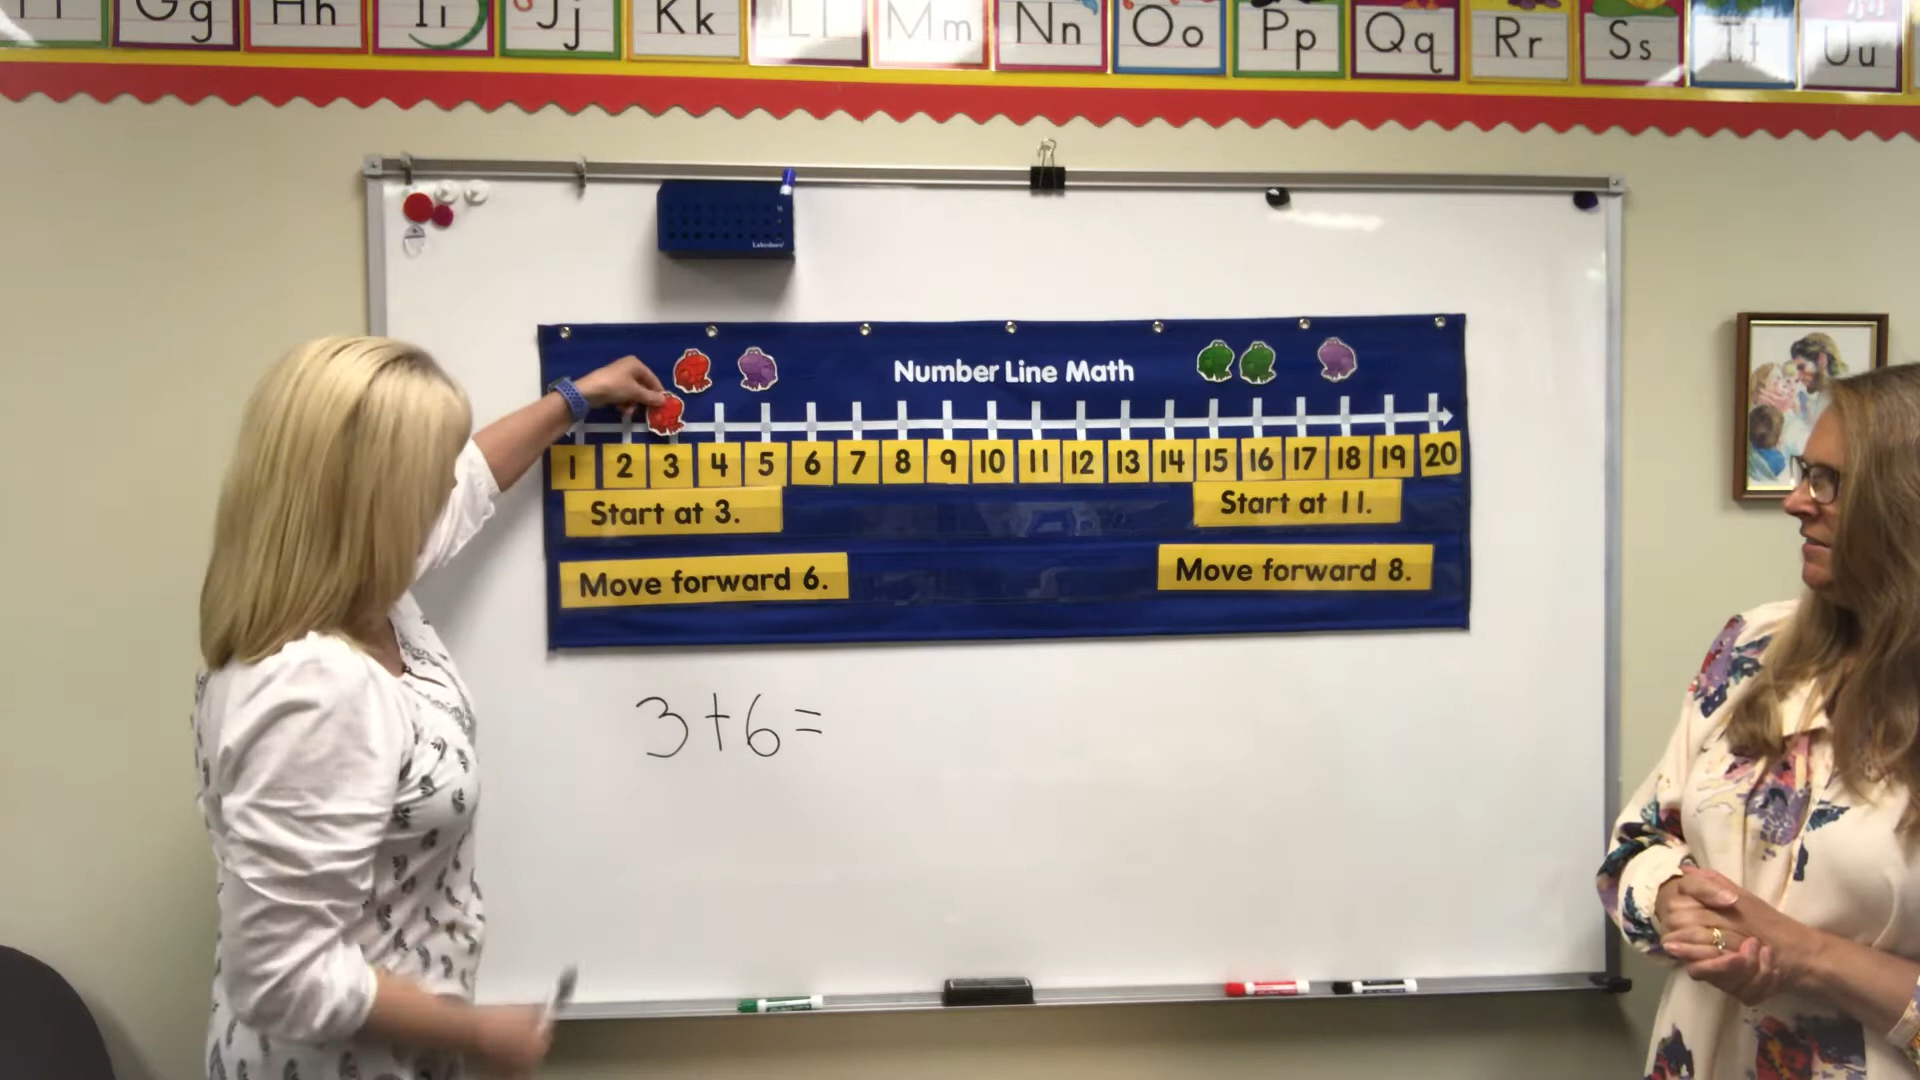 Gg Hh Ii Jj Kk Ll Mm Nn Oo Pp Qq Rr Ss Tt Uu
Lakeshore
Number Line Math
1 2 3 4 5 6 7 8 9 10 11 12 13 14 15 16 17 18 19 20
Start at 3.
Start at 11.
Move forward 6.
Move forward 8.
3+6=